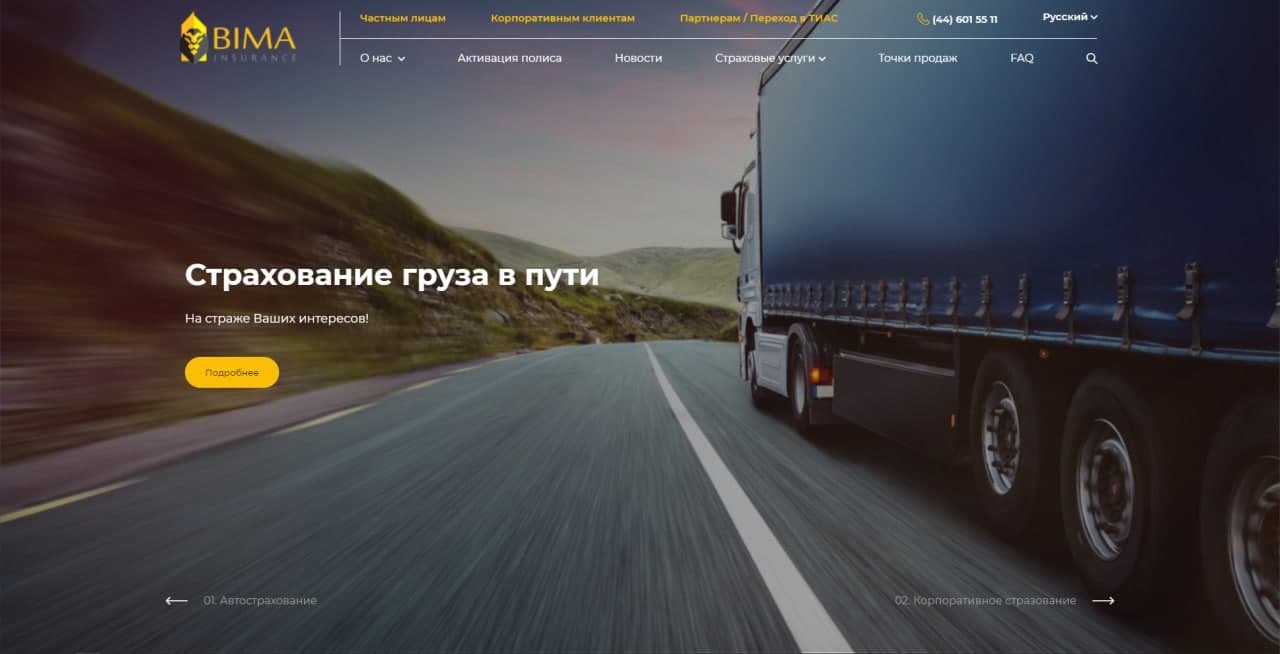 BIMA
INSURANCE
Частным лицам
Корпоративным клиентам
Партнерам / Переход в ТИАС
(44) 601 55 11
Русский
О нас
Активация полиса
Новости
Страховые услуги
Точки продаж
FAQ
Страхование груза в пути
На страже Ваших интересов!
Подробнее
01. Автострахование
02. Корпоративное стразование